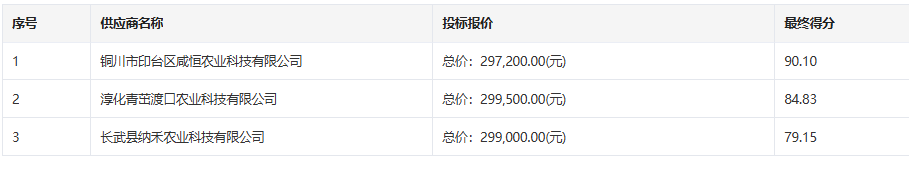 序号 供应商名称 投标报价 最终得分
1 铜川市印台区咸恒农业科技有限公司 总价：297,200.00(元) 90.10
2 淳化青茁渡口农业科技有限公司 总价：299,500.00(元) 84.83
3 长武县纳禾农业科技有限公司 总价：299,000.00(元) 79.15